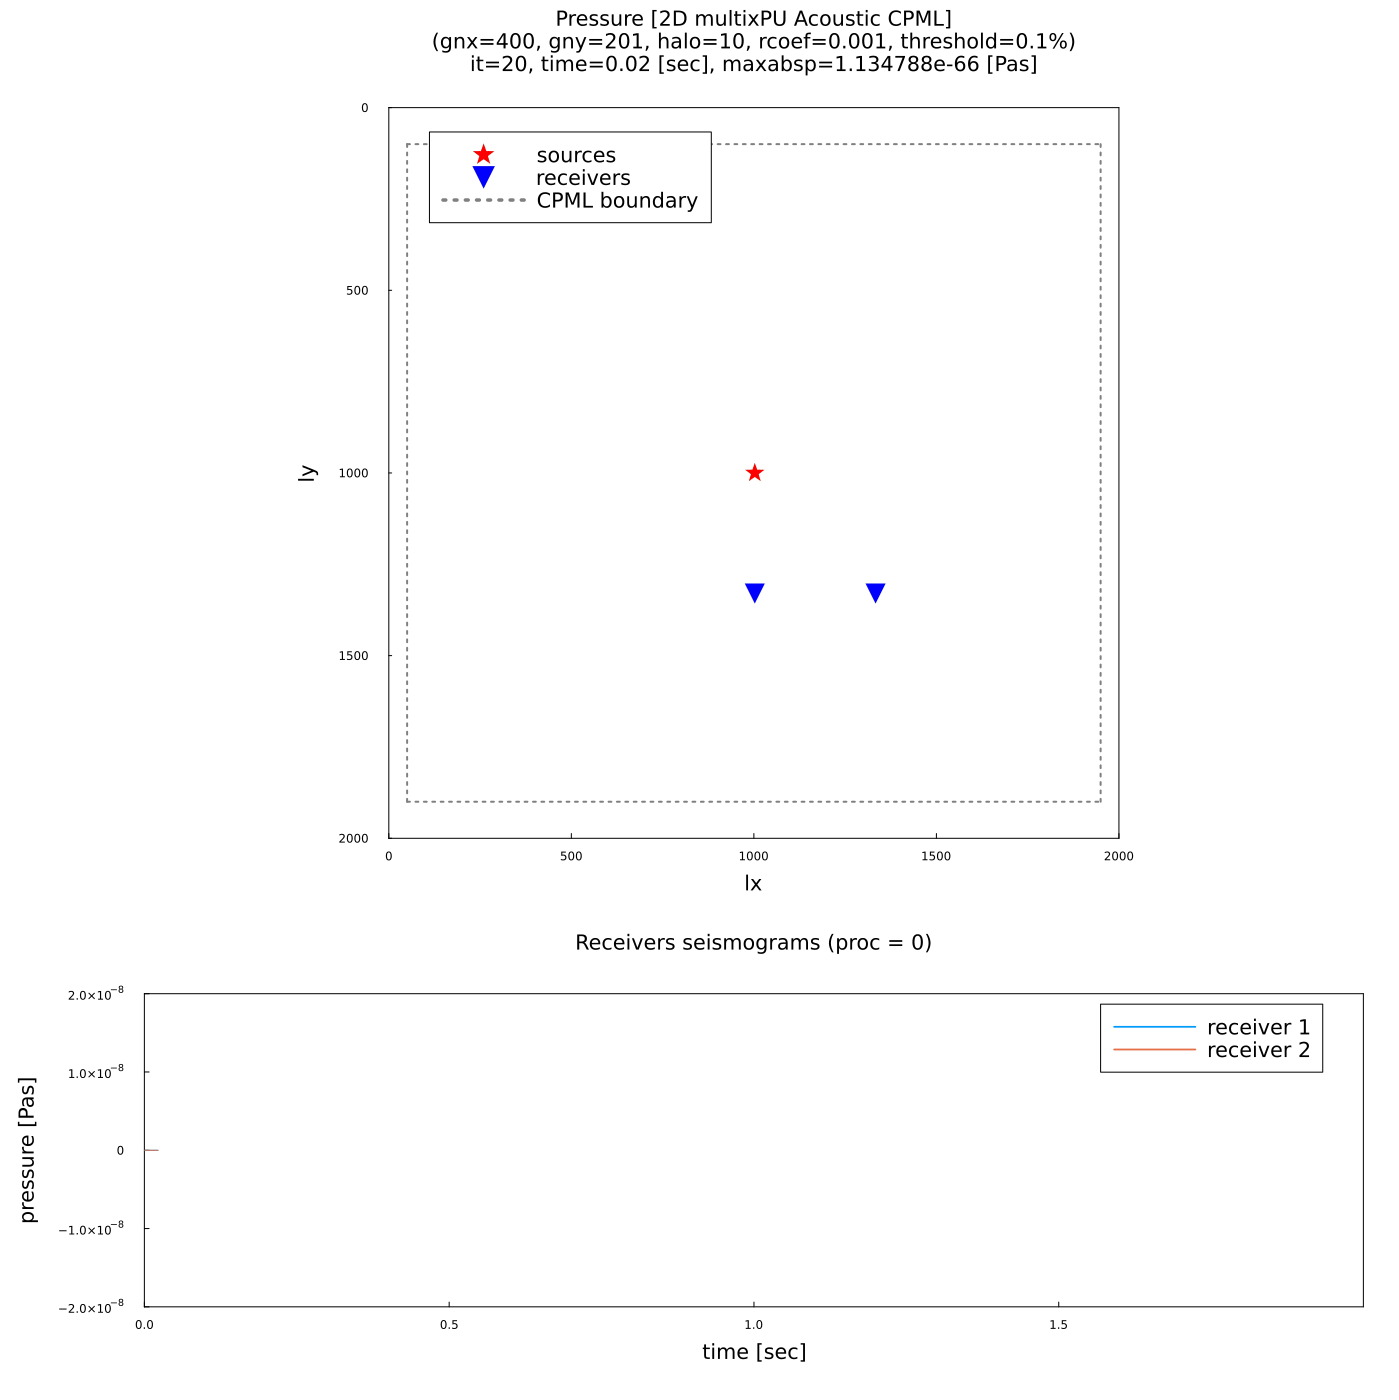 Pressure [2D multixPU Acoustic CPML]
(gnx=400, gny=201, halo=10, rcoef=0.001, threshold=0.1%)
it=20, time=0.02 [sec], maxabsp=1.134788e-66 [Pas]
0
sources
receivers
CPML boundary
500
ly
1000
1500
2000
0
500
1000
1500
2000
lx
Receivers seismograms (proc = 0)
2.0×10⁻⁸
receiver 1
receiver 2
1.0×10⁻⁸
pressure [Pas]
0
−1.0×10⁻⁸
−2.0×10⁻⁸
0.0
0.5
1.0
1.5
time [sec]